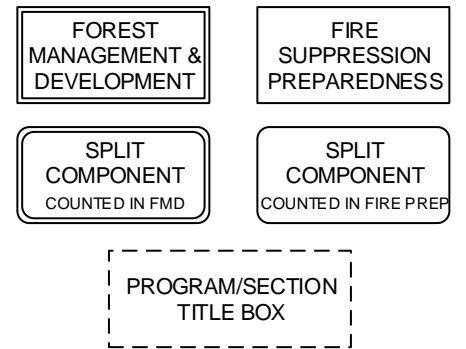 FOREST
MANAGEMENT &
DEVELOPMENT
FIRE
SUPPRESSION
PREPAREDNESS
SPLIT
COMPONENT
COUNTED IN FMD
SPLIT
COMPONENT
COUNTED IN FIRE PREP
PROGRAM/SECTION
TITLE BOX